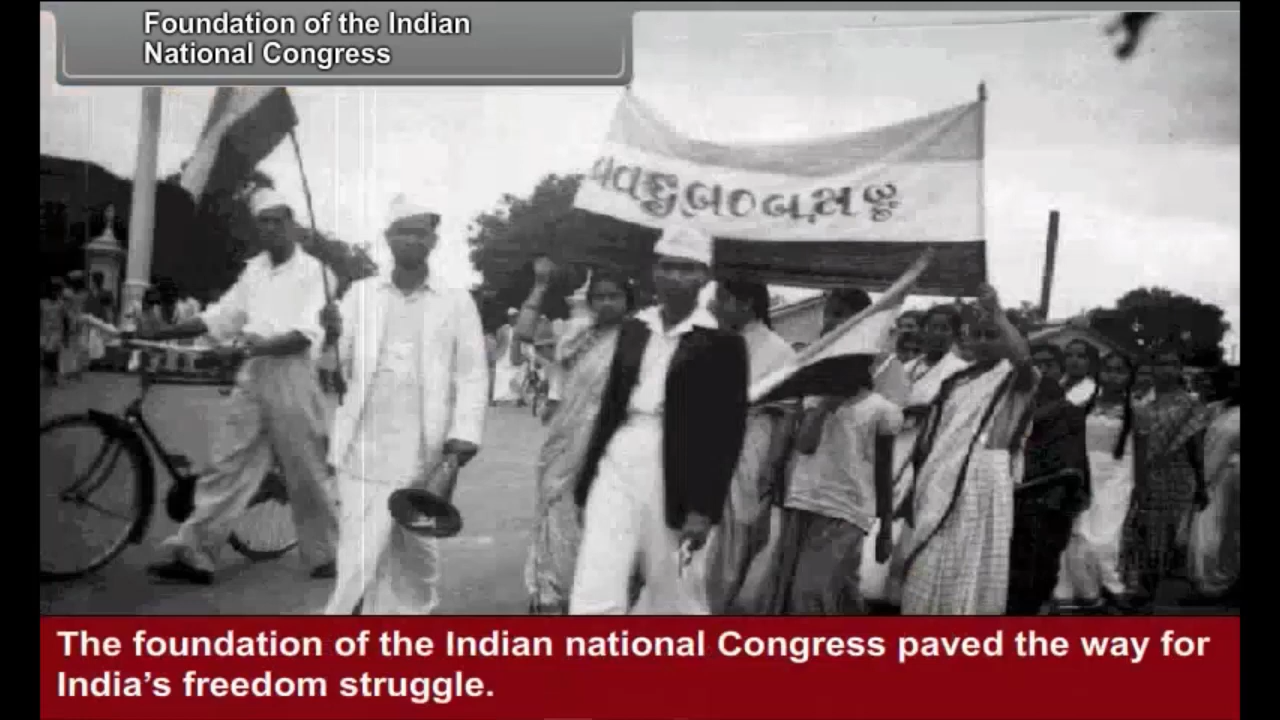 Foundation of the Indian
National Congress
The foundation of the Indian national Congress paved the way for
India’s freedom struggle.